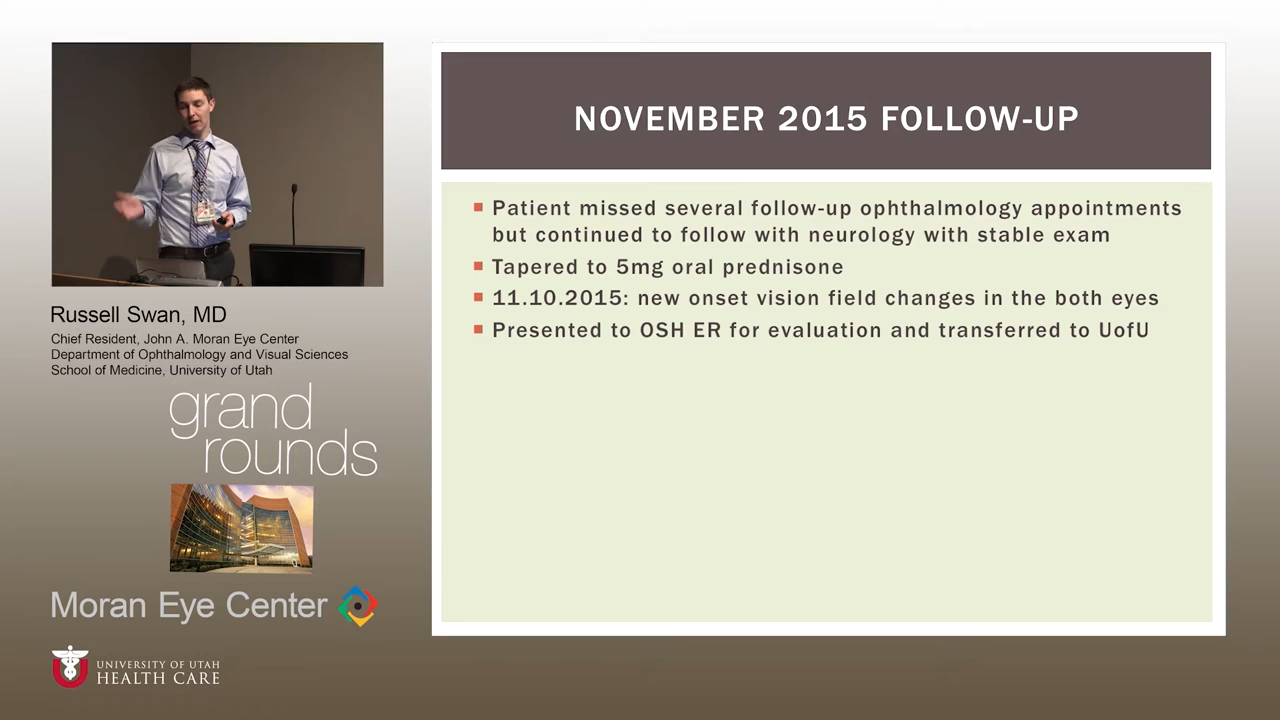 NOVEMBER 2015 FOLLOW-UP
Patient missed several follow-up ophthalmology appointments
but continued to follow with neurology with stable exam
Tapered to 5mg oral prednisone
11.10.2015: new onset vision field changes in the both eyes
Presented to OSH ER for evaluation and transferred to UofU
Russell Swan, MD
Chief Resident, John A. Moran Eye Center
Department of Ophthalmology and Visual Sciences
School of Medicine, University of Utah
grand
rounds
Moran Eye Center
UNIVERSITY OF UTAH
HEALTH CARE